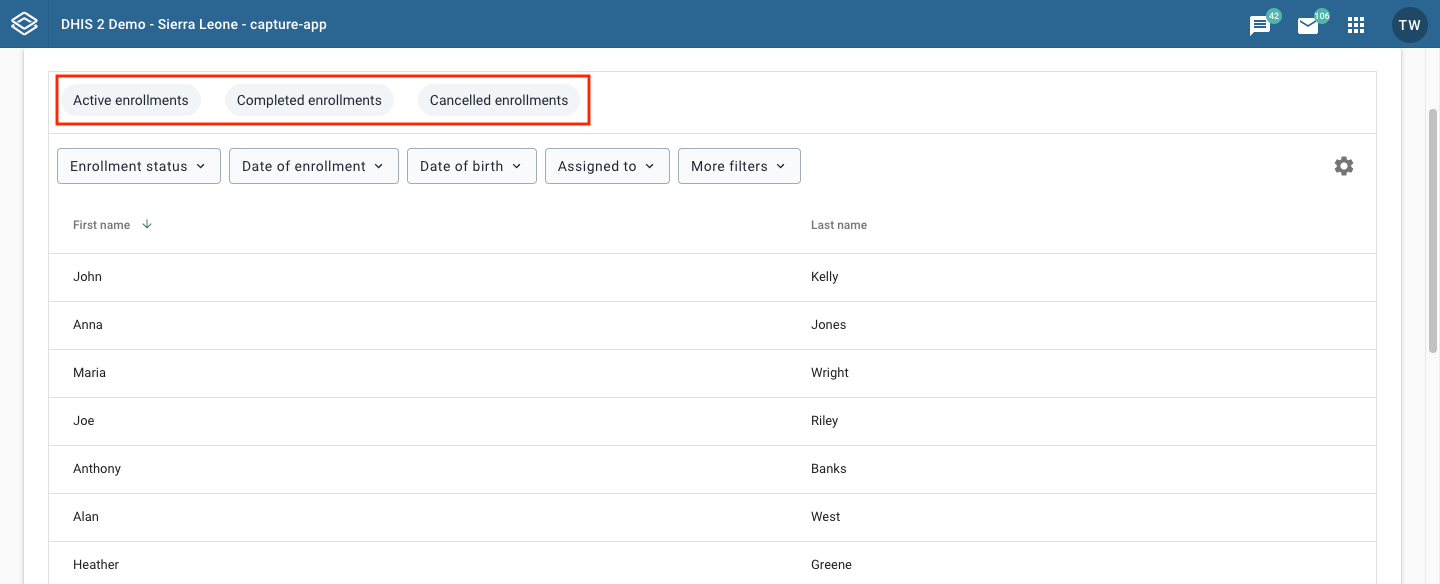 DHIS 2 Demo - Sierra Leone - capture-app 42 106 TW
Active enrollments Completed enrollments Cancelled enrollments
Enrollment status Date of enrollment Date of birth Assigned to More filters
First name Last name
John Kelly
Anna Jones
Maria Wright
Joe Riley
Anthony Banks
Alan West
Heather Greene